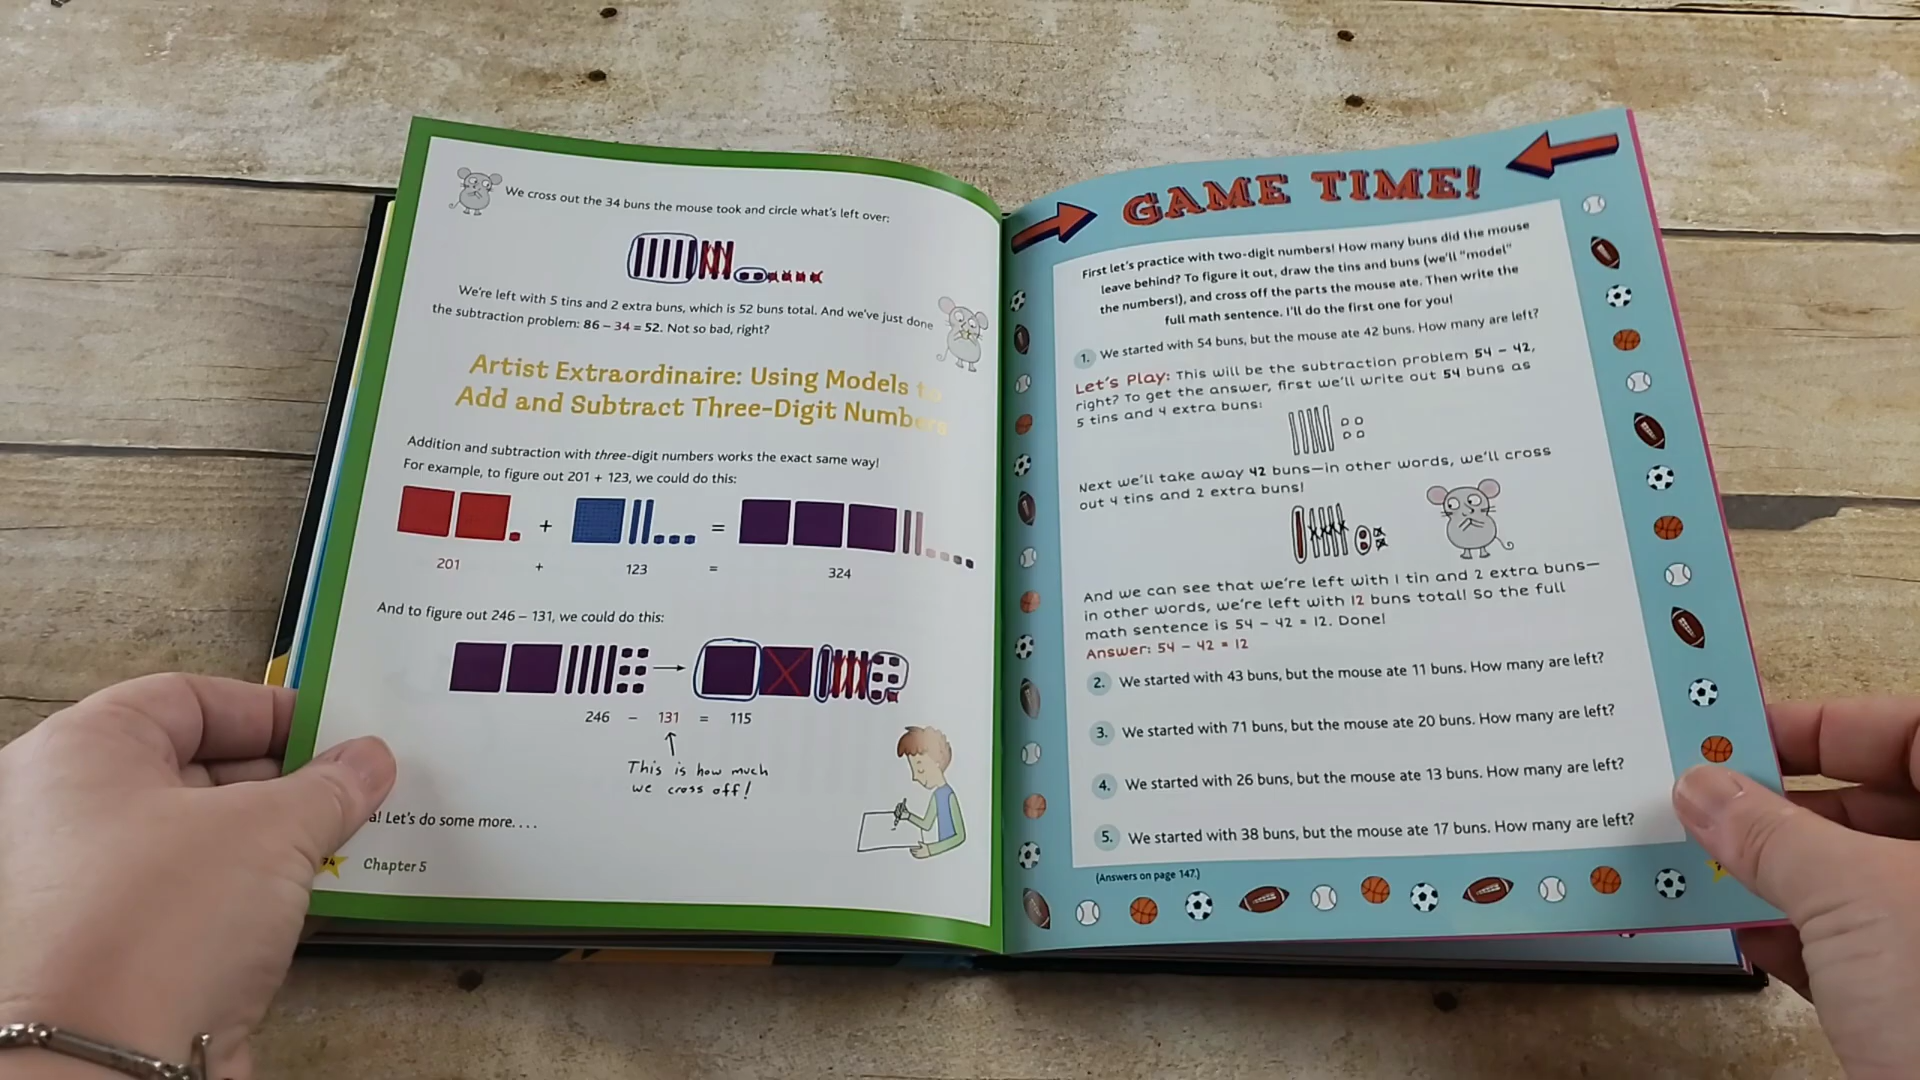 We cross out the 34 buns the mouse took and circle what's left over:
We're left with 5 tins and 2 extra buns, which is 52 buns total. And we've just done
the subtraction problem: 86 – 34 = 52. Not so bad, right?
Artist Extraordinaire: Using Models to
Add and Subtract Three-Digit Numbers
Addition and subtraction with three-digit numbers works the exact same way!
For example, to figure out 201 + 123, we could do this:
+ =
201 + 123 = 324
And to figure out 246 – 131, we could do this:
246 – 131 = 115
This is how much
we cross off!
a! Let's do some more....
74 Chapter 5
GAME TIME!
First let's practice with two-digit numbers! How many buns did the mouse
leave behind? To figure it out, draw the tins and buns (we'll "model"
the numbers!), and cross off the parts the mouse ate. Then write the
full math sentence. I'll do the first one for you!
1. We started with 54 buns, but the mouse ate 42 buns. How many are left?
Let's Play: This will be the subtraction problem 54 – 42,
right? To get the answer, first we'll write out 54 buns as
5 tins and 4 extra buns:
Next we'll take away 42 buns—in other words, we'll cross
out 4 tins and 2 extra buns!
And we can see that we're left with 1 tin and 2 extra buns—
in other words, we're left with 12 buns total! So the full
math sentence is 54 – 42 = 12. Done!
Answer: 54 – 42 = 12
2. We started with 43 buns, but the mouse ate 11 buns. How many are left?
3. We started with 71 buns, but the mouse ate 20 buns. How many are left?
4. We started with 26 buns, but the mouse ate 13 buns. How many are left?
5. We started with 38 buns, but the mouse ate 17 buns. How many are left?
(Answers on page 147.)